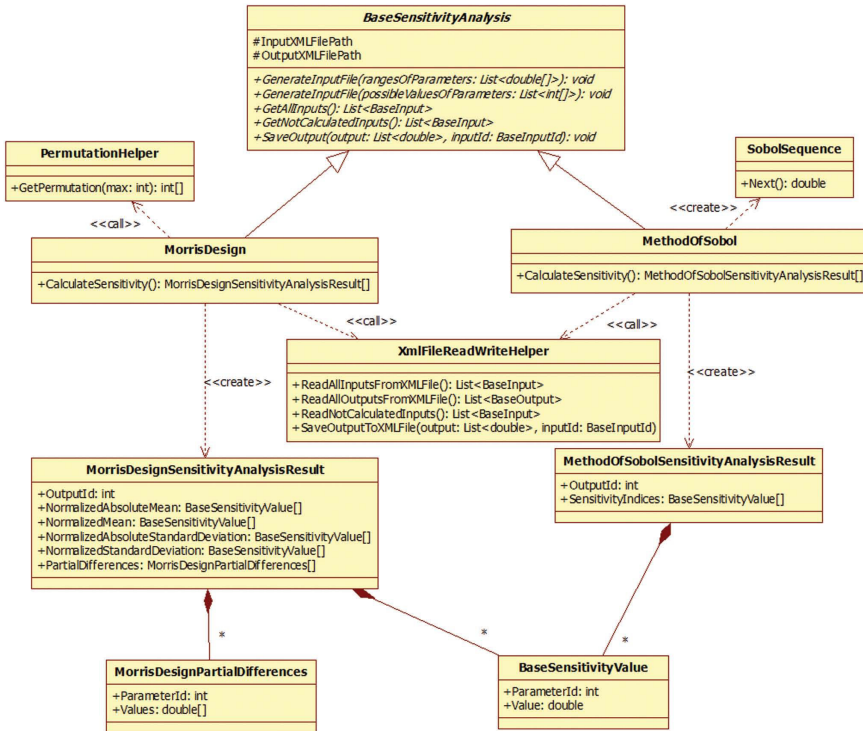 BaseSensitivityAnalysis
#InputXMLFilePath
#OutputXMLFilePath
+GenerateInputFile(rangesOfParameters: List<double[]>): void
+GenerateInputFile(possibleValuesOfParameters: List<int[]>): void
+GetAllInputs(): List<BaseInput>
+GetNotCalculatedInputs(): List<BaseInput>
+SaveOutput(output: List<double>, inputId: BaseInputId): void
PermutationHelper
+GetPermutation(max: int): int[]
SobolSequence
+Next(): double
<<call>>
<<create>>
MorrisDesign
+CalculateSensitivity(): MorrisDesignSensitivityAnalysisResult[]
MethodOfSobol
+CalculateSensitivity(): MethodOfSobolSensitivityAnalysisResult[]
<<call>>
<<call>>
XmlFileReadWriteHelper
+ReadAllInputsFromXMLFile(): List<BaseInput>
+ReadAllOutputsFromXMLFile(): List<BaseOutput>
+ReadNotCalculatedInputs(): List<BaseInput>
+SaveOutputToXMLFile(output: List<double>, inputId: BaseInputId)
<<create>>
<<create>>
MorrisDesignSensitivityAnalysisResult
+OutputId: int
+NormalizedAbsoluteMean: BaseSensitivityValue[]
+NormalizedMean: BaseSensitivityValue[]
+NormalizedAbsoluteStandardDeviation: BaseSensitivityValue[]
+NormalizedStandardDeviation: BaseSensitivityValue[]
+PartialDifferences: MorrisDesignPartialDifferences[]
MethodOfSobolSensitivityAnalysisResult
+OutputId: int
+SensitivityIndices: BaseSensitivityValue[]
*
*
*
MorrisDesignPartialDifferences
+ParameterId: int
+Values: double[]
BaseSensitivityValue
+ParameterId: int
+Value: double